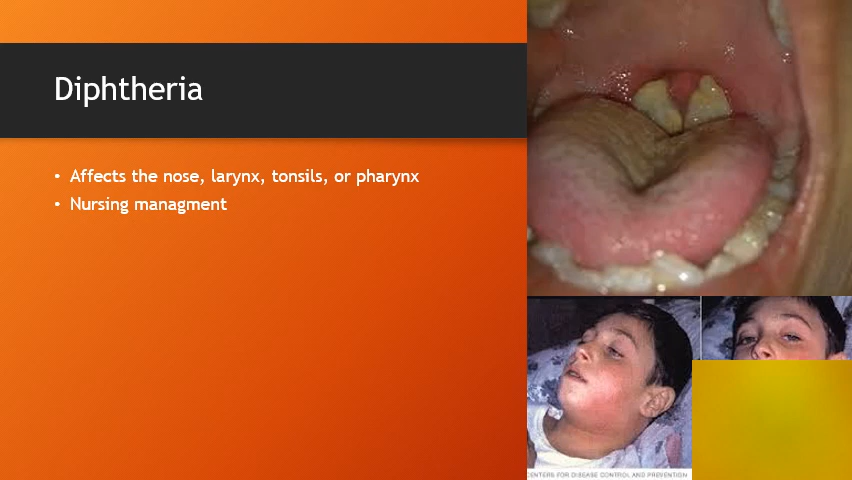 Diphtheria
• Affects the nose, larynx, tonsils, or pharynx
• Nursing managment
CENTERS FOR DISEASE CONTROL AND PREVENTION